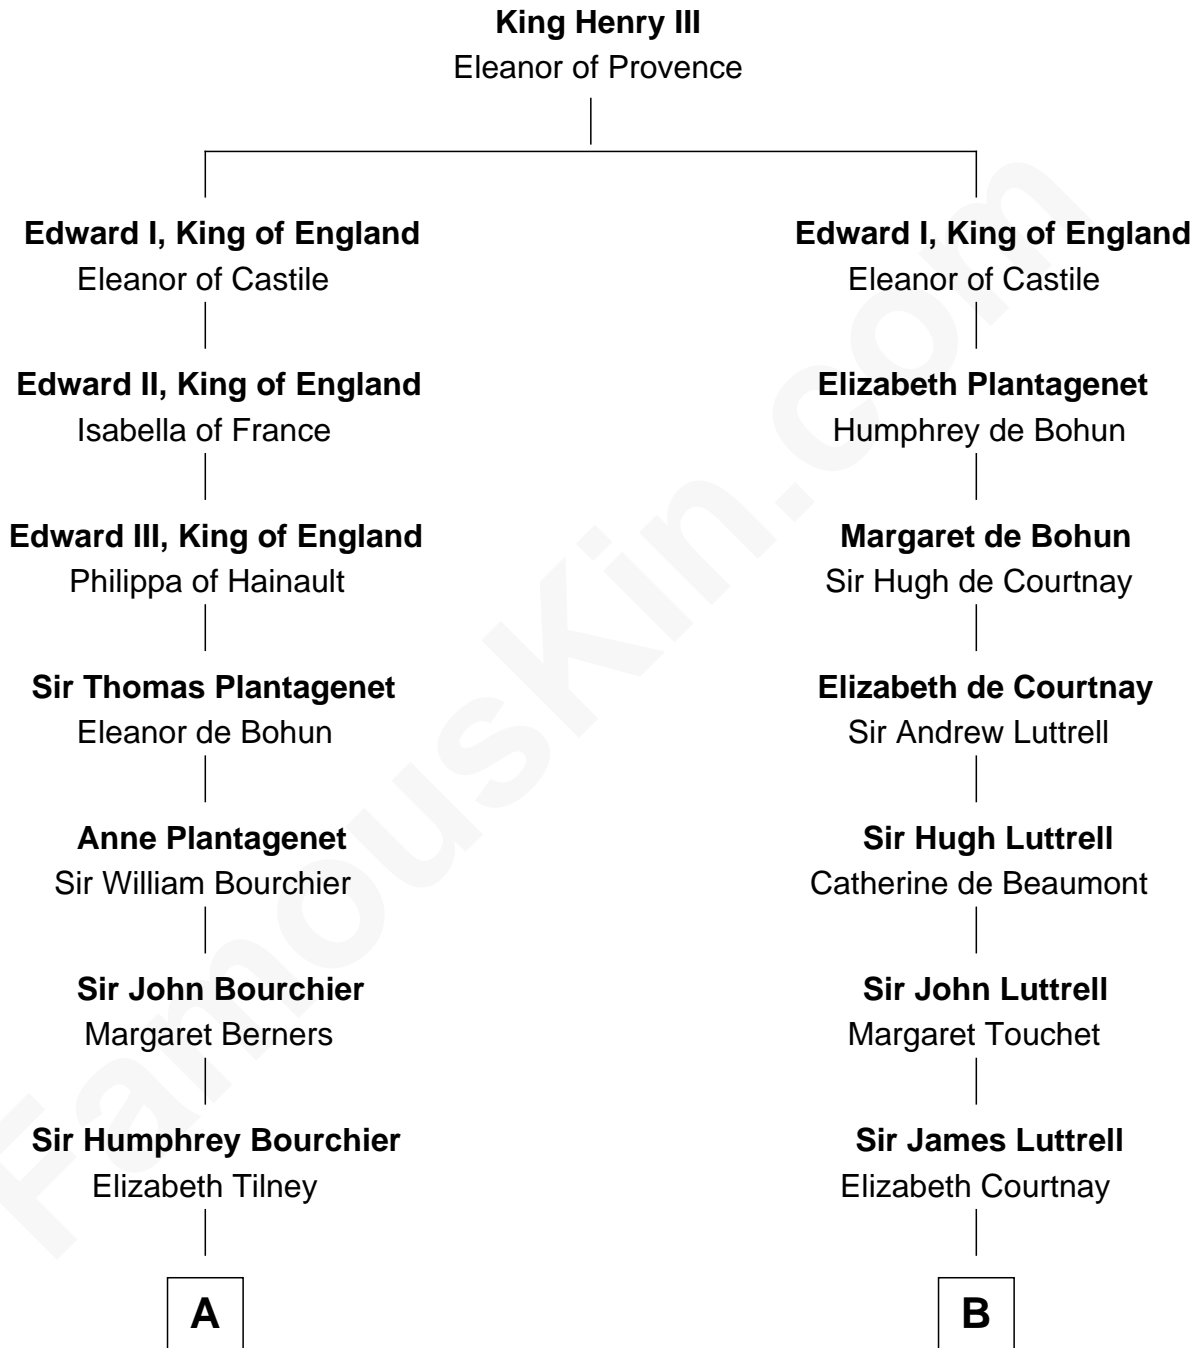 King Henry III
Eleanor of Provence
Edward I, King of England
Eleanor of Castile
Edward II, King of England
Isabella of France
Edward III, King of England
Philippa of Hainault
Sir Thomas Plantagenet
Eleanor de Bohun
Anne Plantagenet
Sir William Bourchier
Sir John Bourchier
Margaret Berners
Sir Humphrey Bourchier
Elizabeth Tilney
A
Edward I, King of England
Eleanor of Castile
Elizabeth Plantagenet
Humphrey de Bohun
Margaret de Bohun
Sir Hugh de Courtnay
Elizabeth de Courtnay
Sir Andrew Luttrell
Sir Hugh Luttrell
Catherine de Beaumont
Sir John Luttrell
Margaret Touchet
Sir James Luttrell
Elizabeth Courtnay
B
FamousKin.com